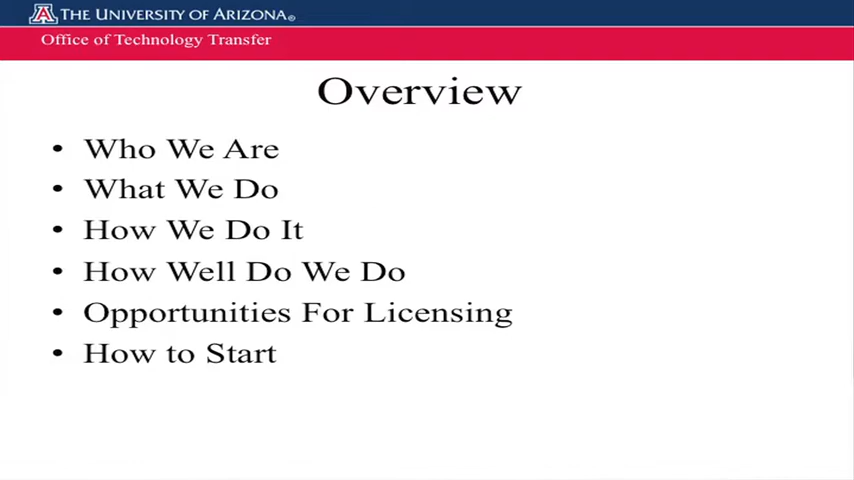 THE UNIVERSITY OF ARIZONA®
Office of Technology Transfer
Overview
• Who We Are
• What We Do
• How We Do It
• How Well Do We Do
• Opportunities For Licensing
• How to Start